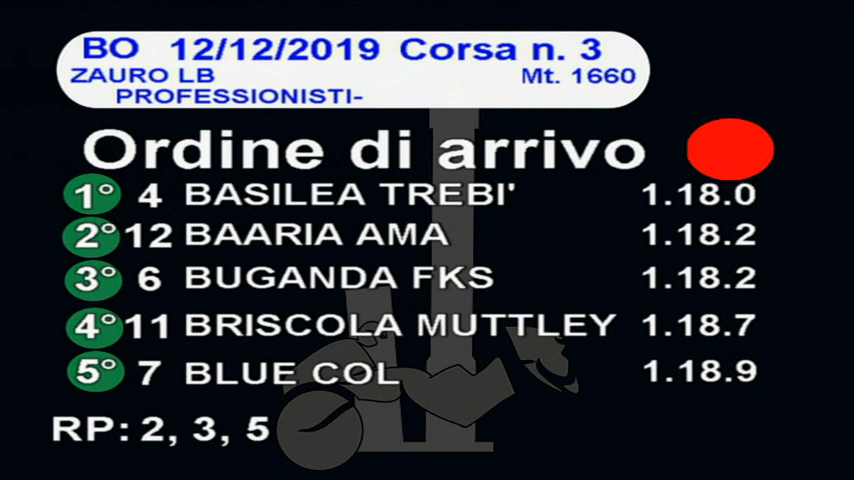 BO 12/12/2019 Corsa n. 3
ZAURO LB Mt. 1660
PROFESSIONISTI-
Ordine di arrivo
1° 4 BASILEA TREBI' 1.18.0
2° 12 BAARIA AMA 1.18.2
3° 6 BUGANDA FKS 1.18.2
4° 11 BRISCOLA MUTTLEY 1.18.7
5° 7 BLUE COL 1.18.9
RP: 2, 3, 5